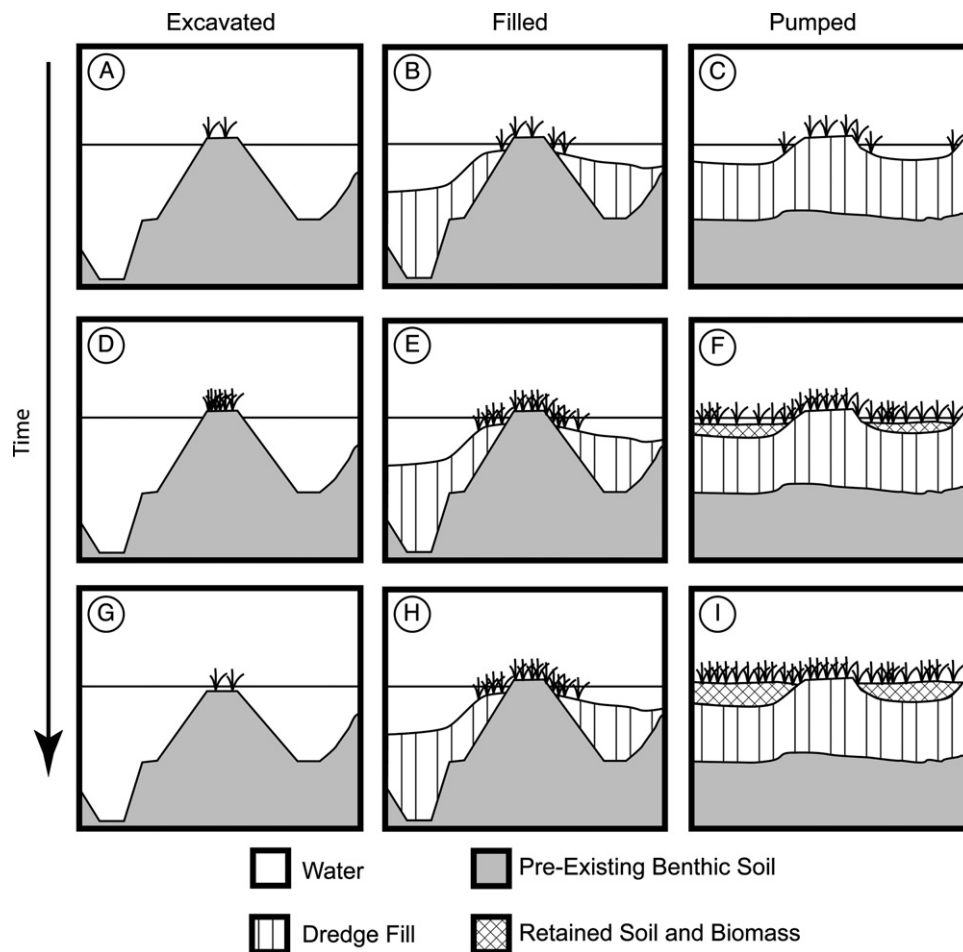 Excavated
Filled
Pumped
Time
A
B
C
D
E
F
G
H
I
Water
Pre-Existing Benthic Soil
Dredge Fill
Retained Soil and Biomass